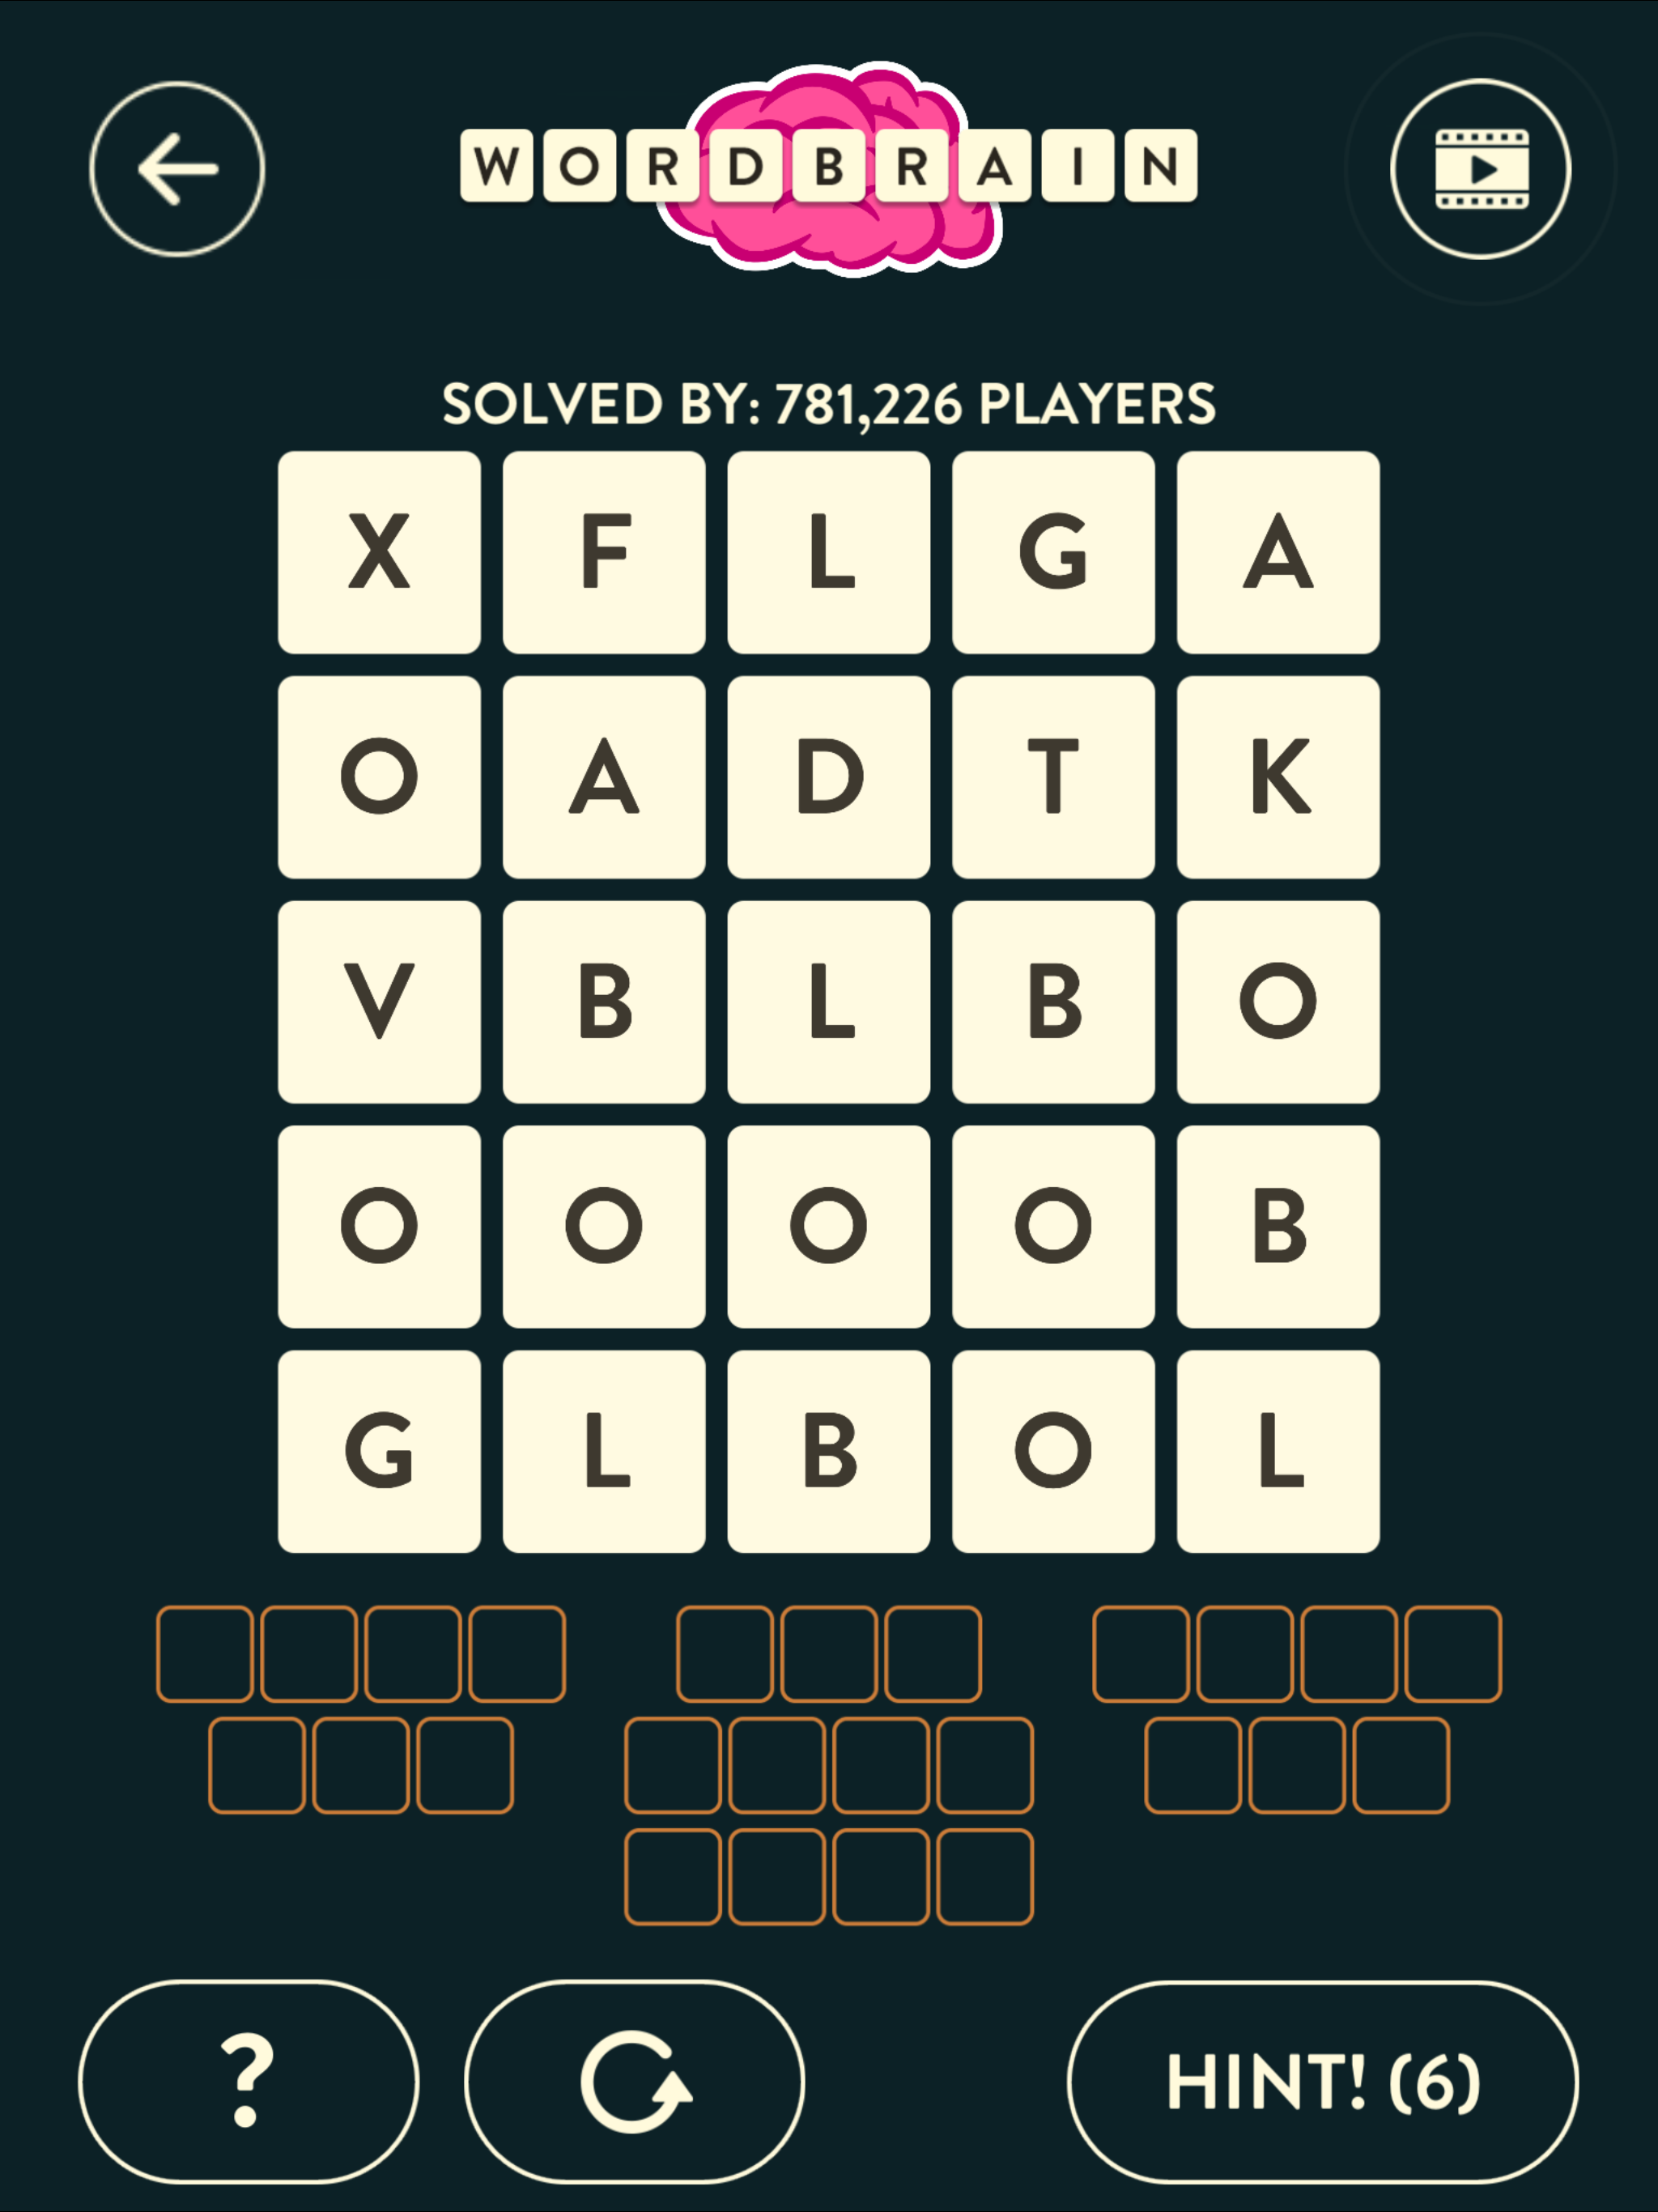 WORDBRAIN
SOLVED BY: 781,226 PLAYERS
X F L G A
O A D T K
V B L B O
O O O O B
G L B O L
?
HINT! (6)